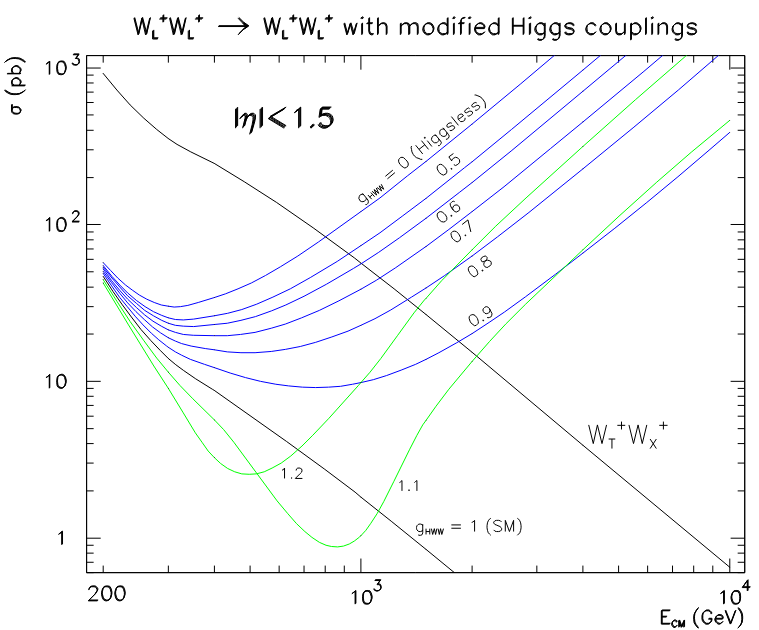 W_L^+W_L^+ → W_L^+W_L^+ with modified Higgs couplings
σ (pb)
10^3
|η|<1.5
g_HWW = 0 (Higgsless)
0.5
0.6
10^2
0.7
0.8
0.9
10
W_T^+W_X^+
1.2
1.1
g_HWW = 1 (SM)
1
200
10^3
10^4
E_CM (GeV)